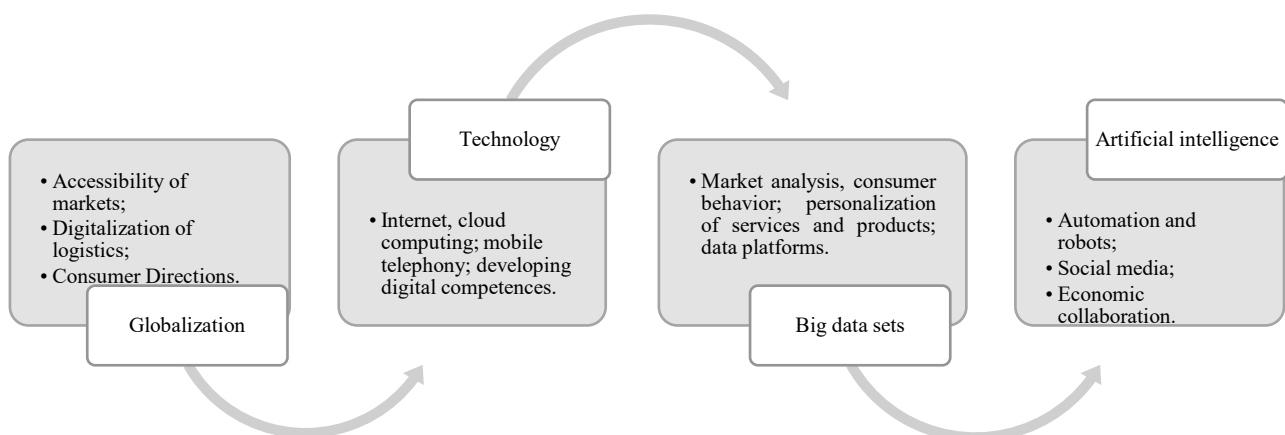 • Accessibility of
markets;
• Digitalization of
logistics;
• Consumer Directions.
Globalization
Technology
• Internet, cloud
computing; mobile
telephony; developing
digital competences.
• Market analysis, consumer
behavior; personalization
of services and products;
data platforms.
Big data sets
Artificial intelligence
• Automation and
robots;
• Social media;
• Economic
collaboration.